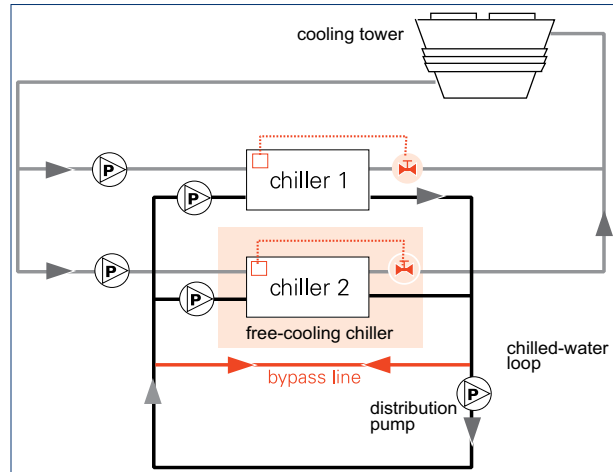 cooling tower
P
chiller 1
P
P
chiller 2
P
free-cooling chiller
bypass line
chilled-water
loop
P
distribution
pump